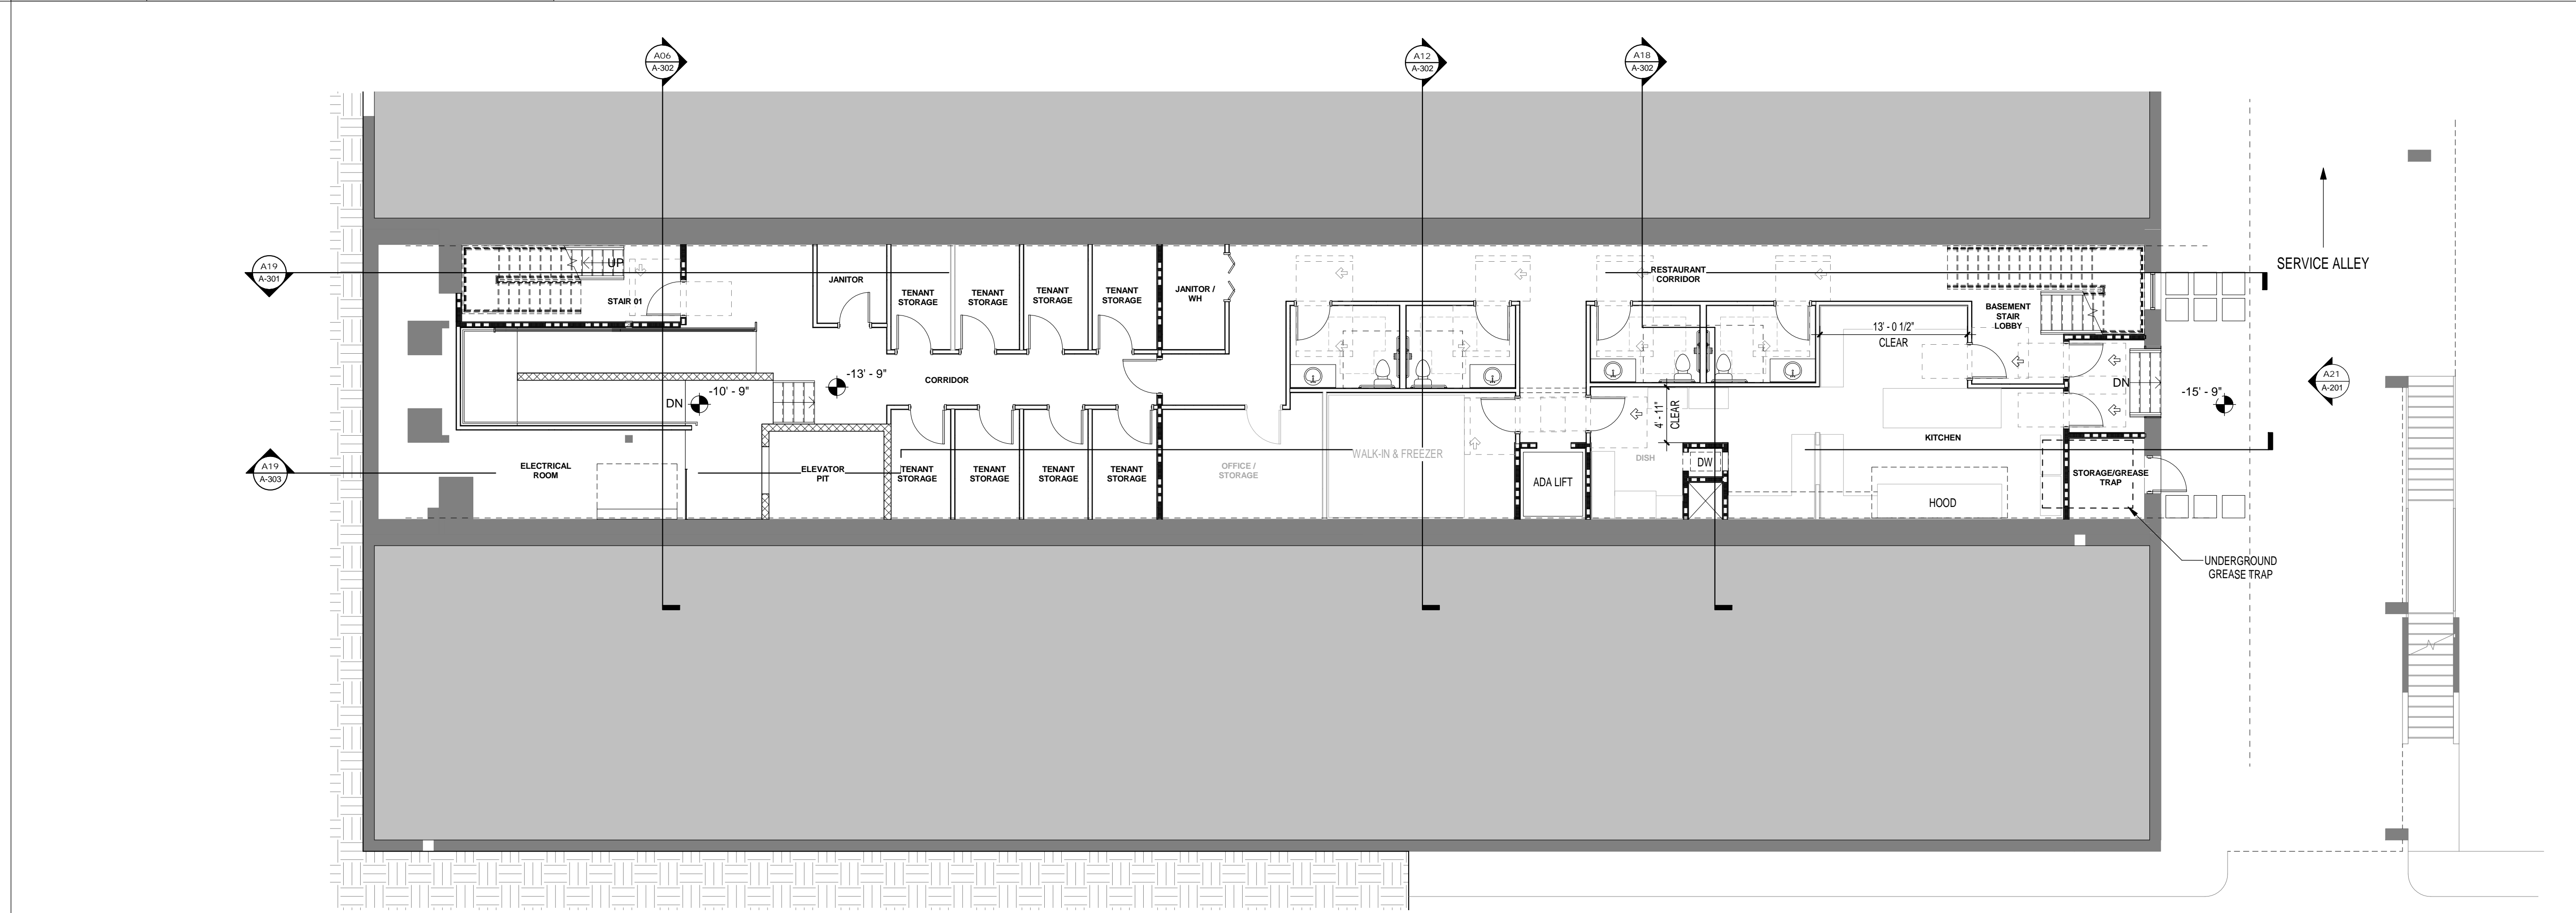 A06
A-302
A12
A-302
A18
A-302
SERVICE ALLEY
A19
A-301
UP
STAIR 01
JANITOR
TENANT
STORAGE
TENANT
STORAGE
TENANT
STORAGE
TENANT
STORAGE
JANITOR /
WH
RESTAURANT
CORRIDOR
BASEMENT
STAIR
LOBBY
13' - 0 1/2"
CLEAR
-13' - 9"
CORRIDOR
-10' - 9"
DN
4' - 11"
CLEAR
DN
-15' - 9"
A21
A-201
KITCHEN
A19
A-303
ELECTRICAL
ROOM
ELEVATOR
PIT
TENANT
STORAGE
TENANT
STORAGE
TENANT
STORAGE
TENANT
STORAGE
OFFICE /
STORAGE
WALK-IN & FREEZER
ADA LIFT
DISH
DW
HOOD
STORAGE/GREASE
TRAP
UNDERGROUND
GREASE TRAP